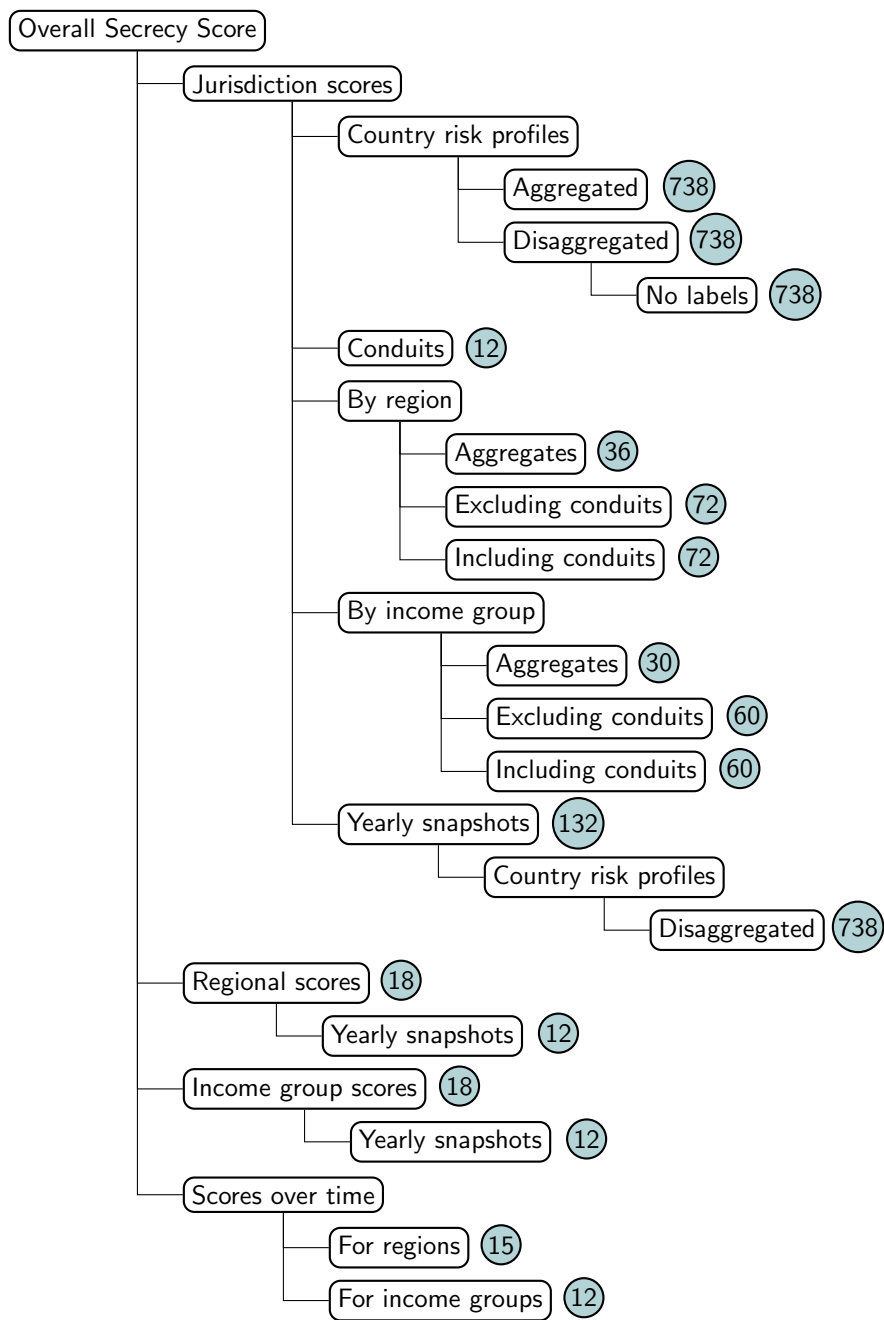 Overall Secrecy Score
Jurisdiction scores
Country risk profiles
Aggregated 738
Disaggregated 738
No labels 738
Conduits 12
By region
Aggregates 36
Excluding conduits 72
Including conduits 72
By income group
Aggregates 30
Excluding conduits 60
Including conduits 60
Yearly snapshots 132
Country risk profiles
Disaggregated 738
Regional scores 18
Yearly snapshots 12
Income group scores 18
Yearly snapshots 12
Scores over time
For regions 15
For income groups 12